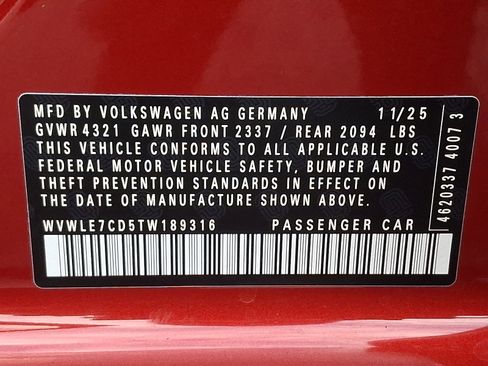 MFD BY VOLKSWAGEN AG GERMANY 11/25
GVWR 4321 GAWR FRONT 2337 / REAR 2094 LBS
THIS VEHICLE CONFORMS TO ALL APPLICABLE U.S.
FEDERAL MOTOR VEHICLE SAFETY, BUMPER AND
THEFT PREVENTION STANDARDS IN EFFECT ON
THE DATE OF MANUFACTURE SHOWN ABOVE.
WVWLE7CD5TW189316 PASSENGER CAR
4620337 4007 3